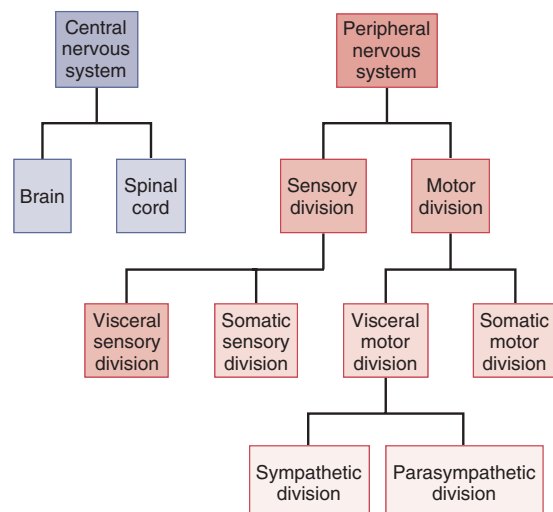 Central
nervous
system
Peripheral
nervous
system
Brain
Spinal
cord
Sensory
division
Motor
division
Visceral
sensory
division
Somatic
sensory
division
Visceral
motor
division
Somatic
motor
division
Sympathetic
division
Parasympathetic
division